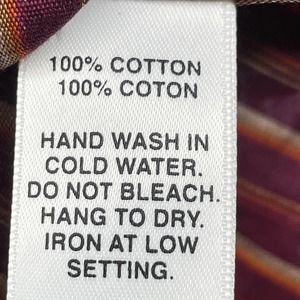 100% COTTON
100% COTON
HAND WASH IN
COLD WATER.
DO NOT BLEACH.
HANG TO DRY.
IRON AT LOW
SETTING.